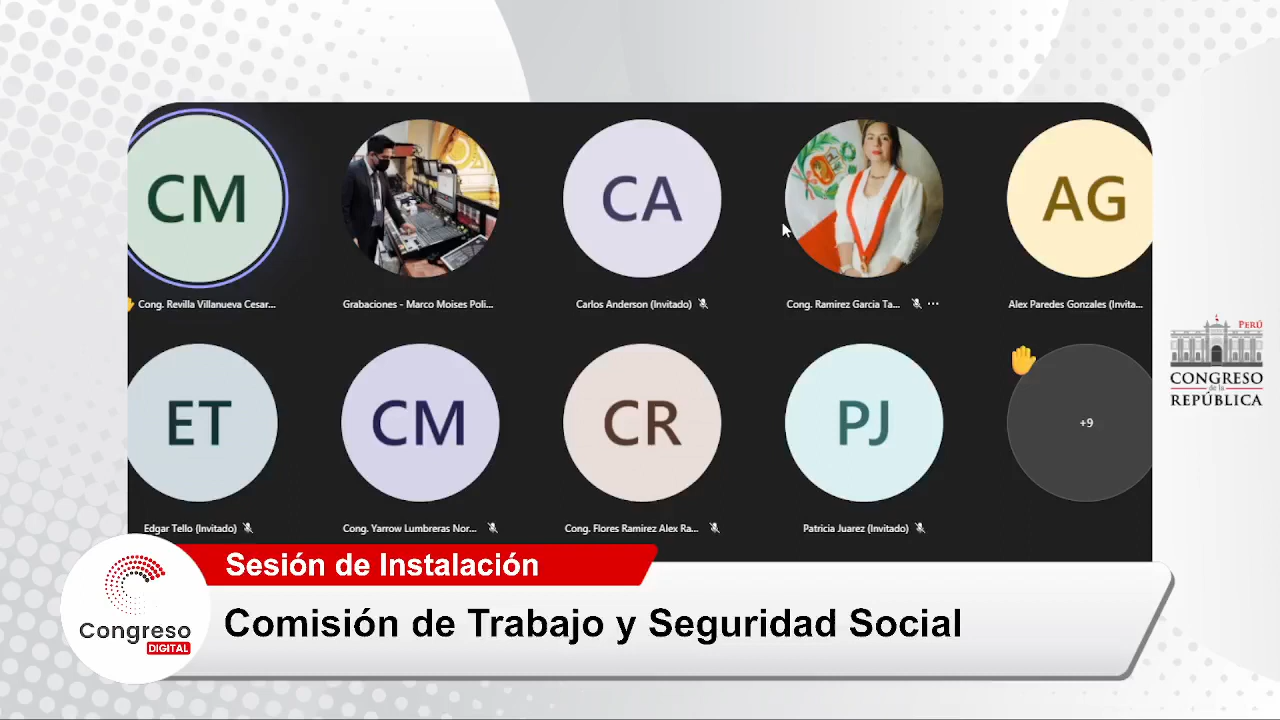 CM
CA
AG
Cong. Revilla Villanueva Cesar...
Grabaciones - Marco Moises Poli...
Carlos Anderson (Invitado)
Cong. Ramirez Garcia Ta...
Alex Paredes Gonzales (Invita...
ET
CM
CR
PJ
+9
Edgar Tello (Invitado)
Cong. Yarrow Lumbreras Nor...
Cong. Flores Ramirez Alex Ra...
Patricia Juarez (Invitado)
PERÚ
CONGRESO
de la
REPÚBLICA
Sesión de Instalación
Comisión de Trabajo y Seguridad Social
Congreso
DIGITAL